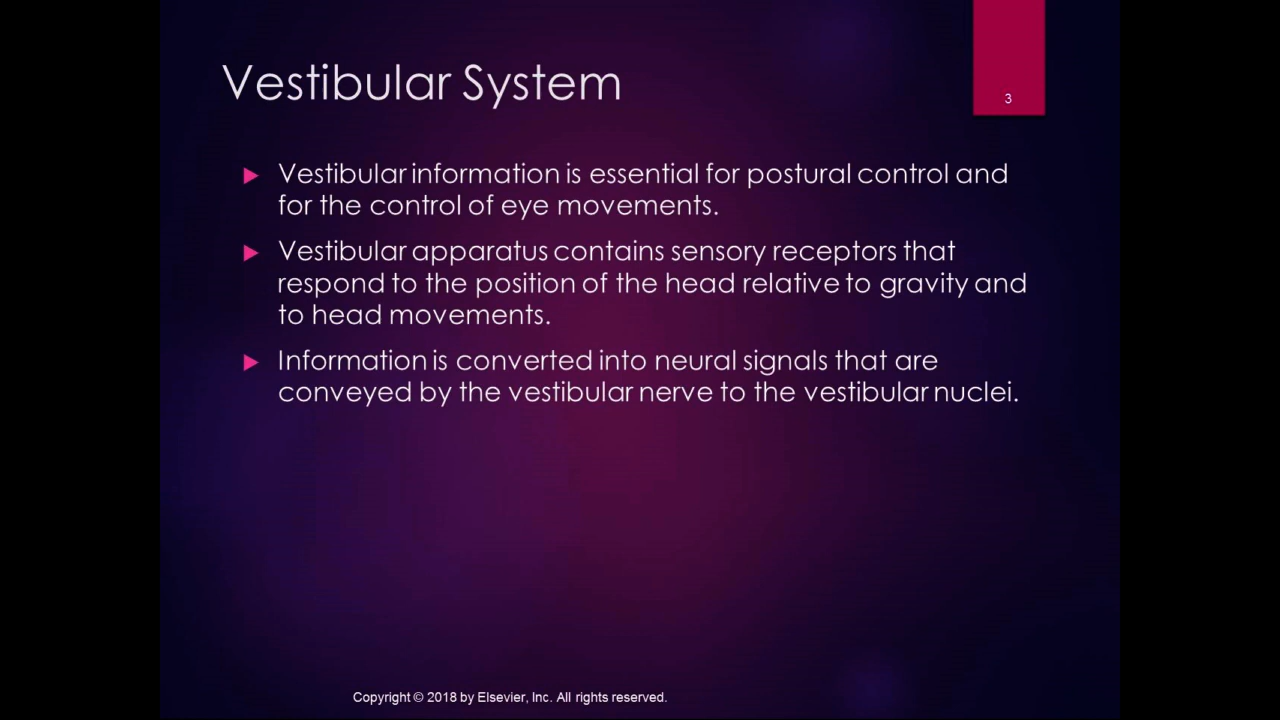 Vestibular System
3
Vestibular information is essential for postural control and
for the control of eye movements.
Vestibular apparatus contains sensory receptors that
respond to the position of the head relative to gravity and
to head movements.
Information is converted into neural signals that are
conveyed by the vestibular nerve to the vestibular nuclei.
Copyright © 2018 by Elsevier, Inc. All rights reserved.